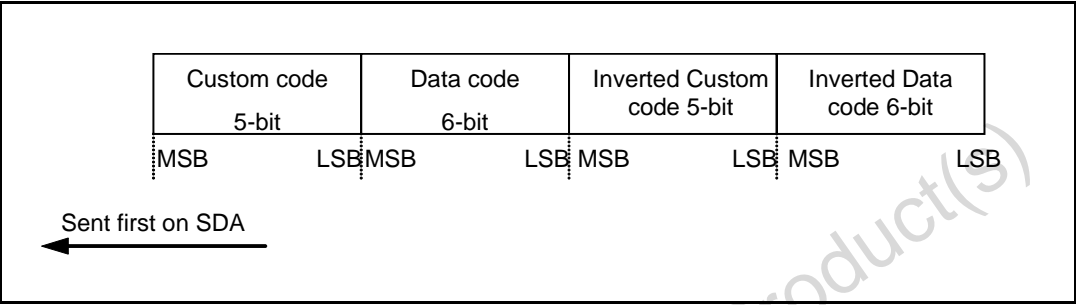 Custom code
5-bit
Data code
6-bit
Inverted Custom
code 5-bit
Inverted Data
code 6-bit
MSB LSB MSB LSB MSB LSB MSB LSB
Sent first on SDA